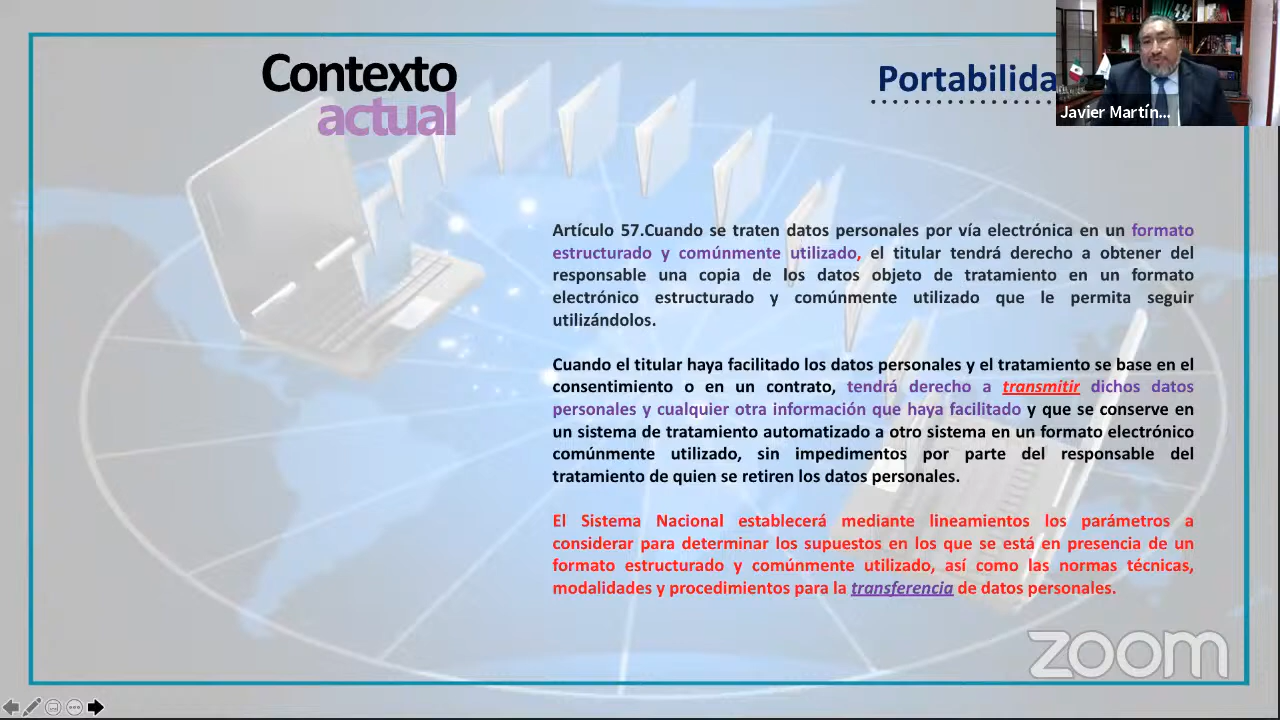 Contexto
actual
Portabilida
Javier Martín...
Artículo 57.Cuando se traten datos personales por vía electrónica en un formato
estructurado y comúnmente utilizado, el titular tendrá derecho a obtener del
responsable una copia de los datos objeto de tratamiento en un formato
electrónico estructurado y comúnmente utilizado que le permita seguir
utilizándolos.
Cuando el titular haya facilitado los datos personales y el tratamiento se base en el
consentimiento o en un contrato, tendrá derecho a transmitir dichos datos
personales y cualquier otra información que haya facilitado y que se conserve en
un sistema de tratamiento automatizado a otro sistema en un formato electrónico
comúnmente utilizado, sin impedimentos por parte del responsable del
tratamiento de quien se retiren los datos personales.
El Sistema Nacional establecerá mediante lineamientos los parámetros a
considerar para determinar los supuestos en los que se está en presencia de un
formato estructurado y comúnmente utilizado, así como las normas técnicas,
modalidades y procedimientos para la transferencia de datos personales.
zoom